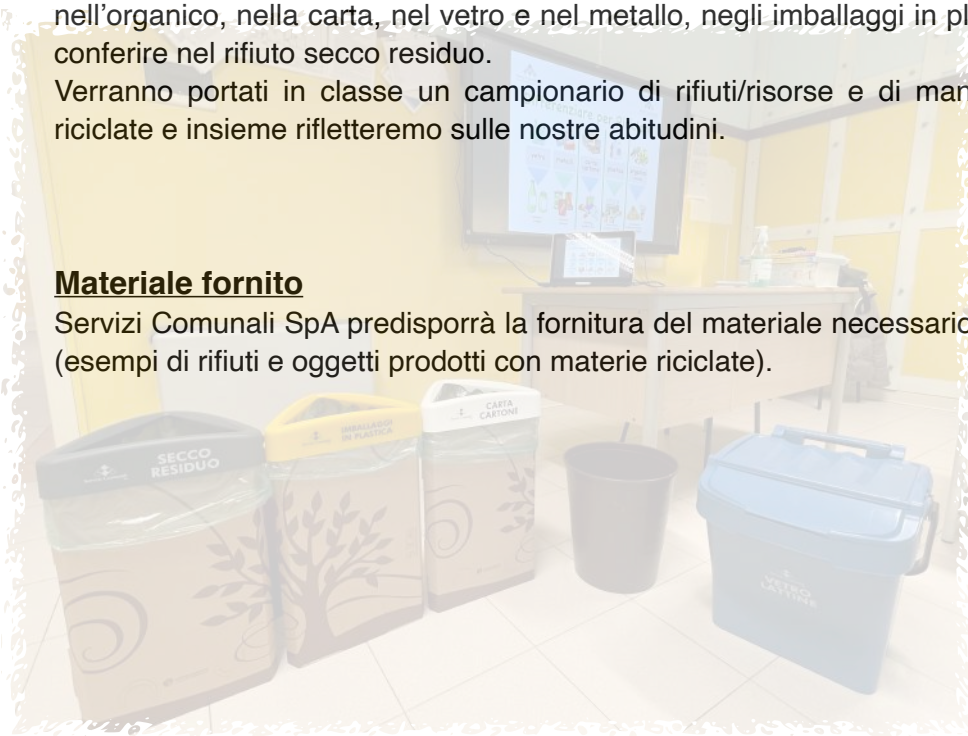 nell'organico, nella carta, nel vetro e nel metallo, negli imballaggi in
conferire nel rifiuto secco residuo.
Verranno portati in classe un campionario di rifiuti/risorse e di
riciclate e insieme rifletteremo sulle nostre abitudini.
Materiale fornito
Servizi Comunali SpA predisporrà la fornitura del materiale necessario
(esempi di rifiuti e oggetti prodotti con materie riciclate).
SECCO
RESIDUO
IMBALLAGGI
IN PLASTICA
CARTA
CARTONE
VETRO
LATTINE